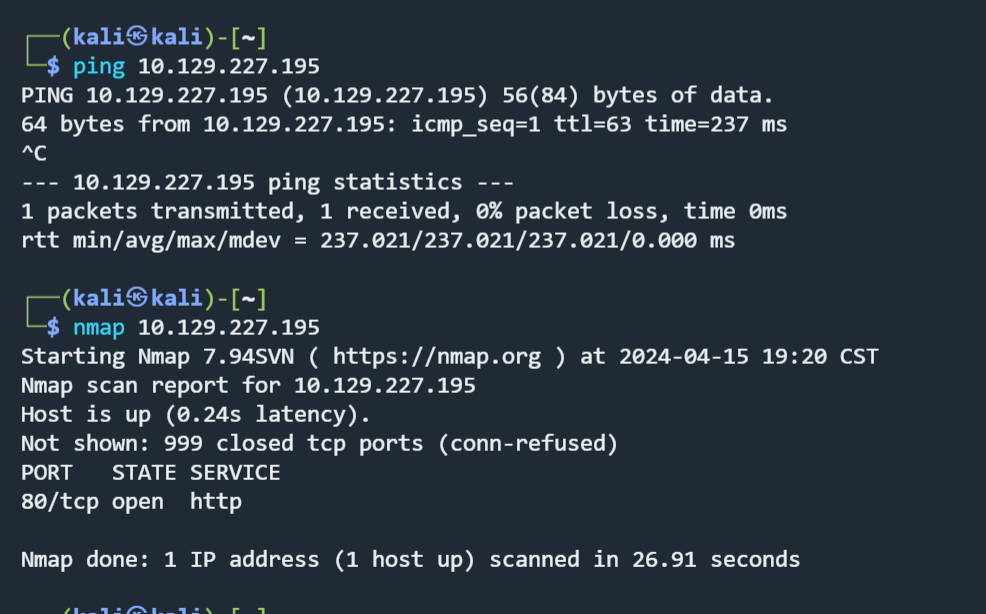 (kali㉿kali)-[~]
$ ping 10.129.227.195
PING 10.129.227.195 (10.129.227.195) 56(84) bytes of data.
64 bytes from 10.129.227.195: icmp_seq=1 ttl=63 time=237 ms
^C
--- 10.129.227.195 ping statistics ---
1 packets transmitted, 1 received, 0% packet loss, time 0ms
rtt min/avg/max/mdev = 237.021/237.021/237.021/0.000 ms
(kali㉿kali)-[~]
$ nmap 10.129.227.195
Starting Nmap 7.94SVN ( https://nmap.org ) at 2024-04-15 19:20 CST
Nmap scan report for 10.129.227.195
Host is up (0.24s latency).
Not shown: 999 closed tcp ports (conn-refused)
PORT   STATE SERVICE
80/tcp open  http
Nmap done: 1 IP address (1 host up) scanned in 26.91 seconds